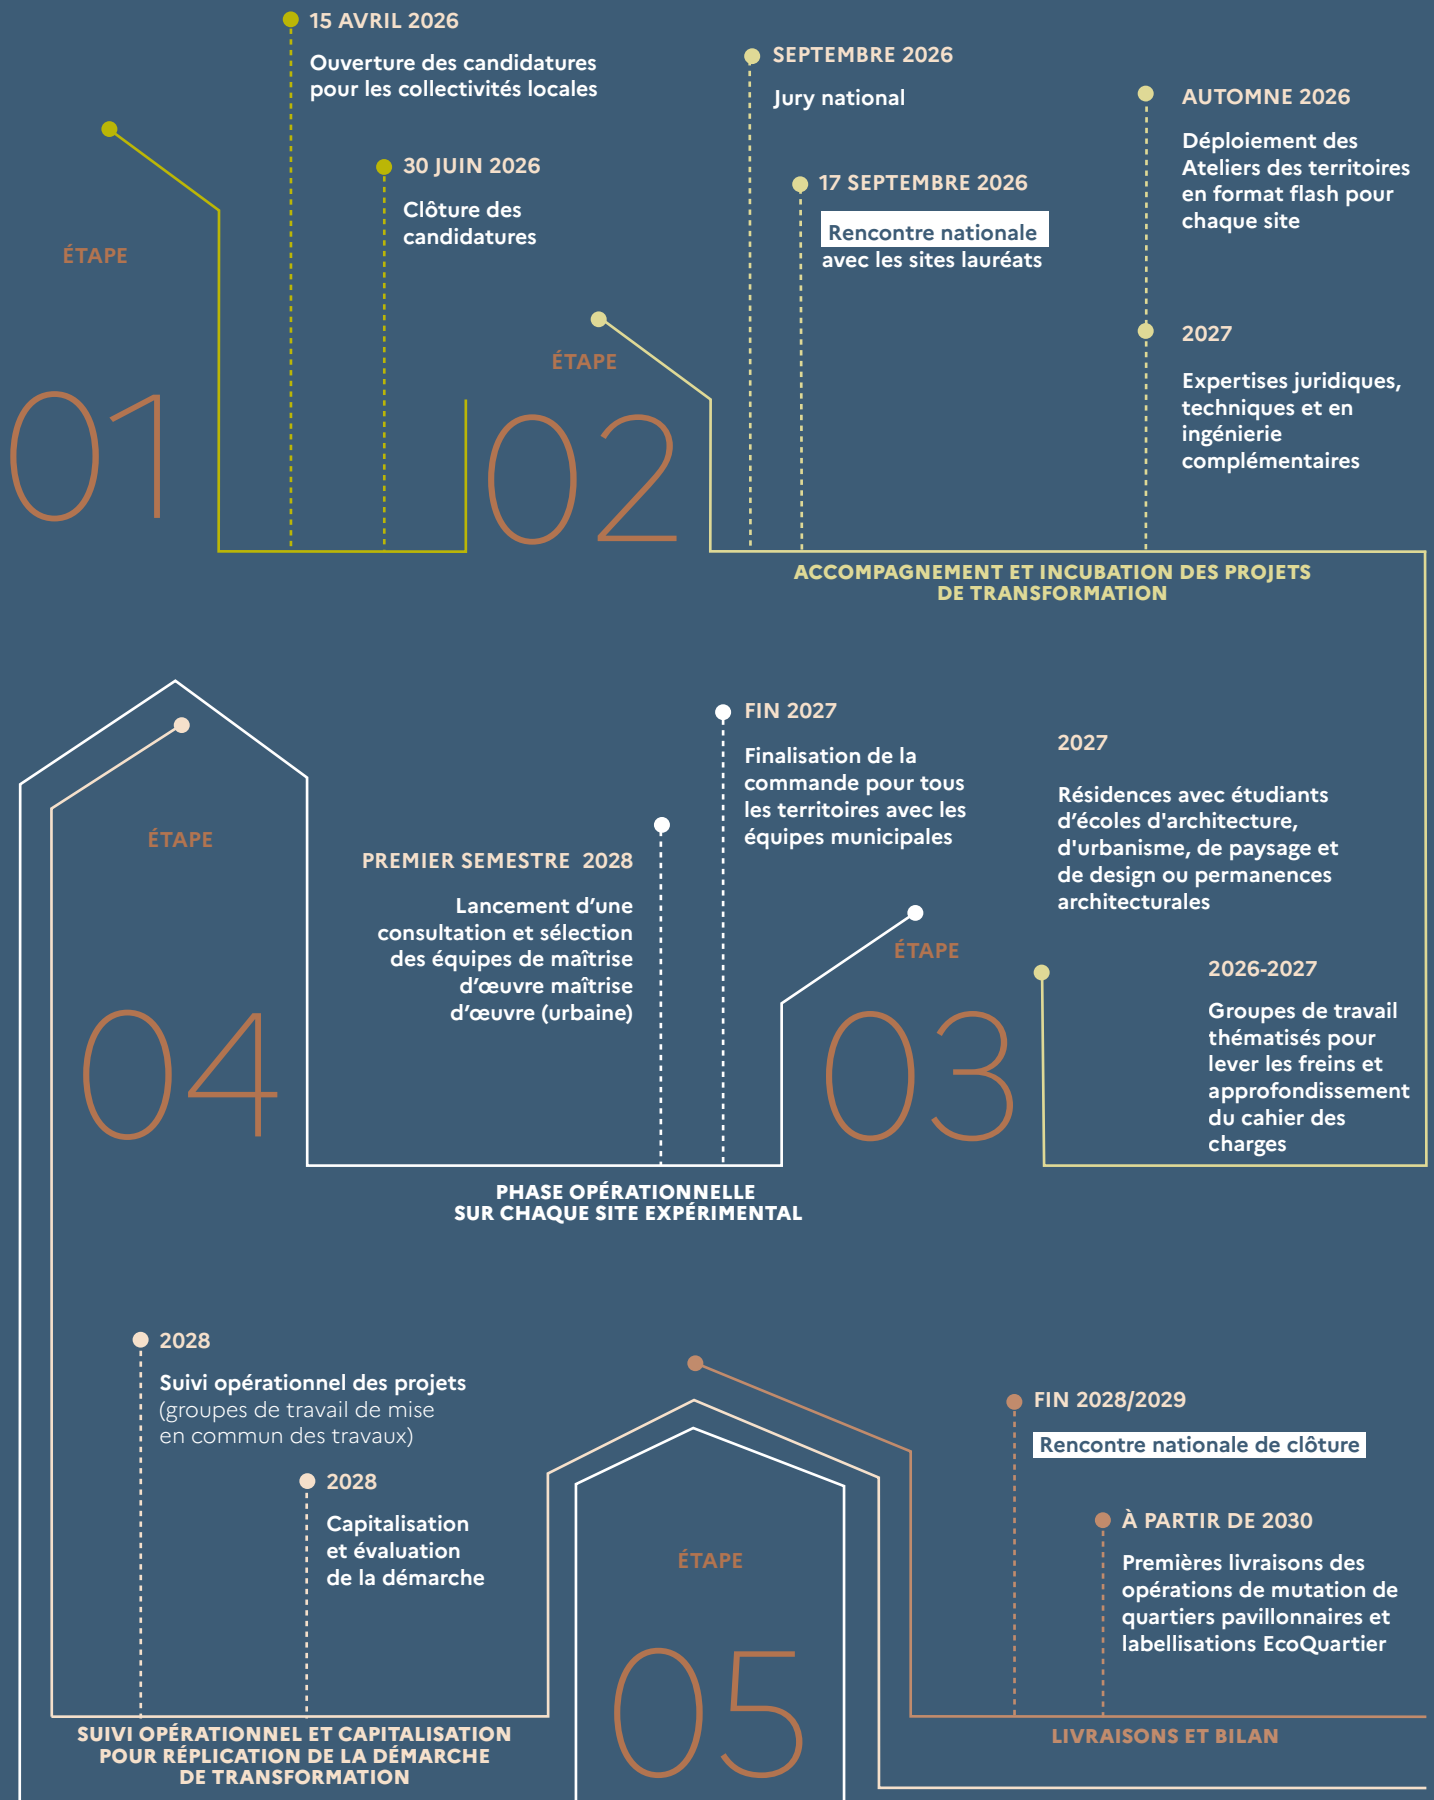 ÉTAPE
01
15 AVRIL 2026
Ouverture des candidatures
pour les collectivités locales
30 JUIN 2026
Clôture des
candidatures
ÉTAPE
02
SEPTEMBRE 2026
Jury national
17 SEPTEMBRE 2026
Rencontre nationale
avec les sites lauréats
AUTOMNE 2026
Déploiement des
Ateliers des territoires
en format flash pour
chaque site
2027
Expertises juridiques,
techniques et en
ingénierie
complémentaires
ACCOMPAGNEMENT ET INCUBATION DES PROJETS
DE TRANSFORMATION
2027
Résidences avec étudiants
d’écoles d'architecture,
d'urbanisme, de paysage et
de design ou permanences
architecturales
2026-2027
Groupes de travail
thématisés pour
lever les freins et
approfondissement
du cahier des
charges
ÉTAPE
03
FIN 2027
Finalisation de la
commande pour tous
les territoires avec les
équipes municipales
PREMIER SEMESTRE 2028
Lancement d’une
consultation et sélection
des équipes de maîtrise
d’œuvre maîtrise
d’œuvre (urbaine)
PHASE OPÉRATIONNELLE
SUR CHAQUE SITE EXPÉRIMENTAL
ÉTAPE
04
2028
Suivi opérationnel des projets
(groupes de travail de mise
en commun des travaux)
2028
Capitalisation
et évaluation
de la démarche
SUIVI OPÉRATIONNEL ET CAPITALISATION
POUR RÉPLICATION DE LA DÉMARCHE
DE TRANSFORMATION
ÉTAPE
05
FIN 2028/2029
Rencontre nationale de clôture
À PARTIR DE 2030
Premières livraisons des
opérations de mutation de
quartiers pavillonnaires et
labellisations EcoQuartier
LIVRAISONS ET BILAN